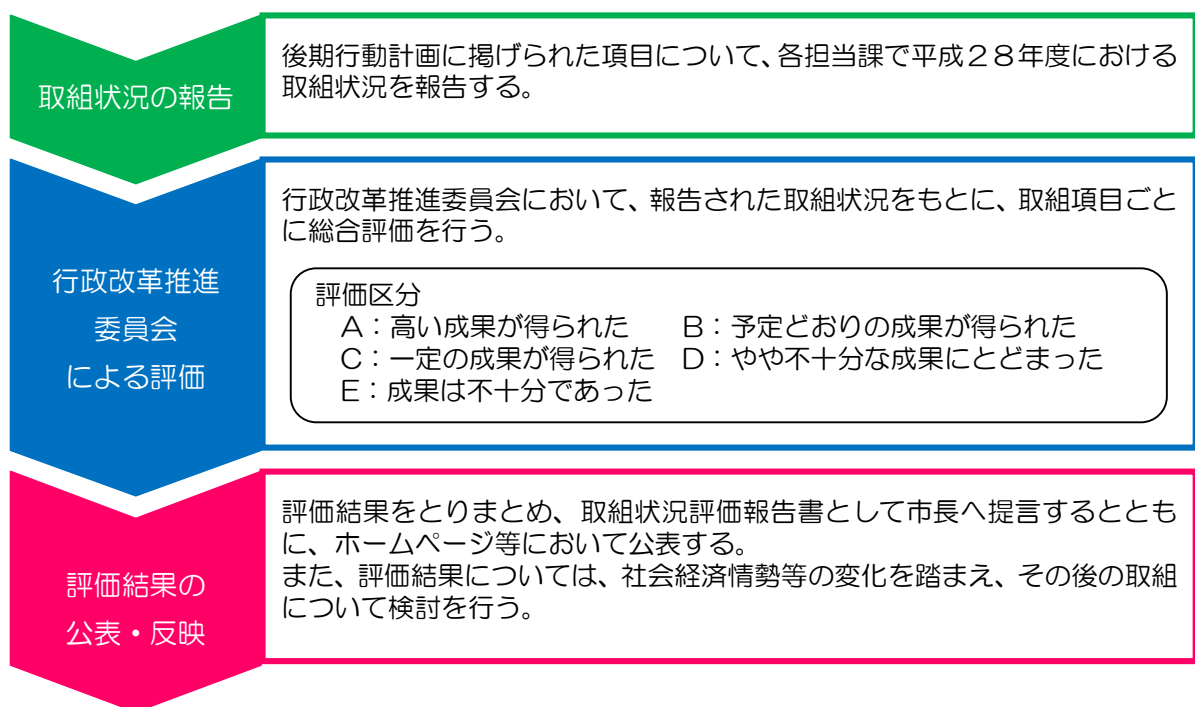 取組状況の報告
後期行動計画に掲げられた項目について、各担当課で平成２８年度における
取組状況を報告する。
行政改革推進
委員会
による評価
行政改革推進委員会において、報告された取組状況をもとに、取組項目ごと
に総合評価を行う。
評価区分
Ａ：高い成果が得られた　　Ｂ：予定どおりの成果が得られた
Ｃ：一定の成果が得られた　Ｄ：やや不十分な成果にとどまった
Ｅ：成果は不十分であった
評価結果の
公表・反映
評価結果をとりまとめ、取組状況評価報告書として市長へ提言するととも
に、ホームページ等において公表する。
また、評価結果については、社会経済情勢等の変化を踏まえ、その後の取組
について検討を行う。